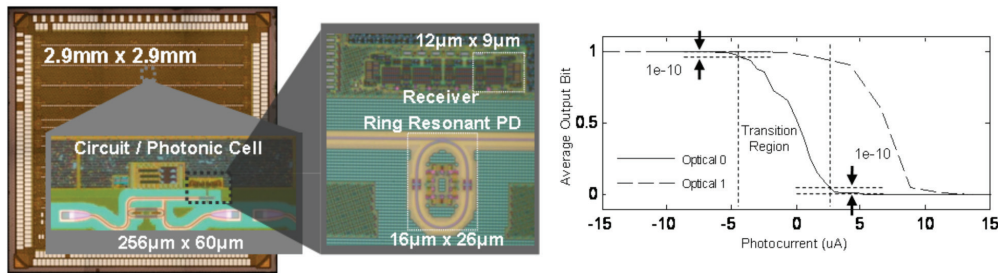 2.9mm x 2.9mm
Circuit / Photonic Cell
256µm x 60µm
12µm x 9µm
Receiver
Ring Resonant PD
16µm x 26µm
Average Output Bit
1
0.5
0
1e-10
Transition
Region
1e-10
Optical 0
Optical 1
-15
-10
-5
0
5
10
15
Photocurrent (uA)